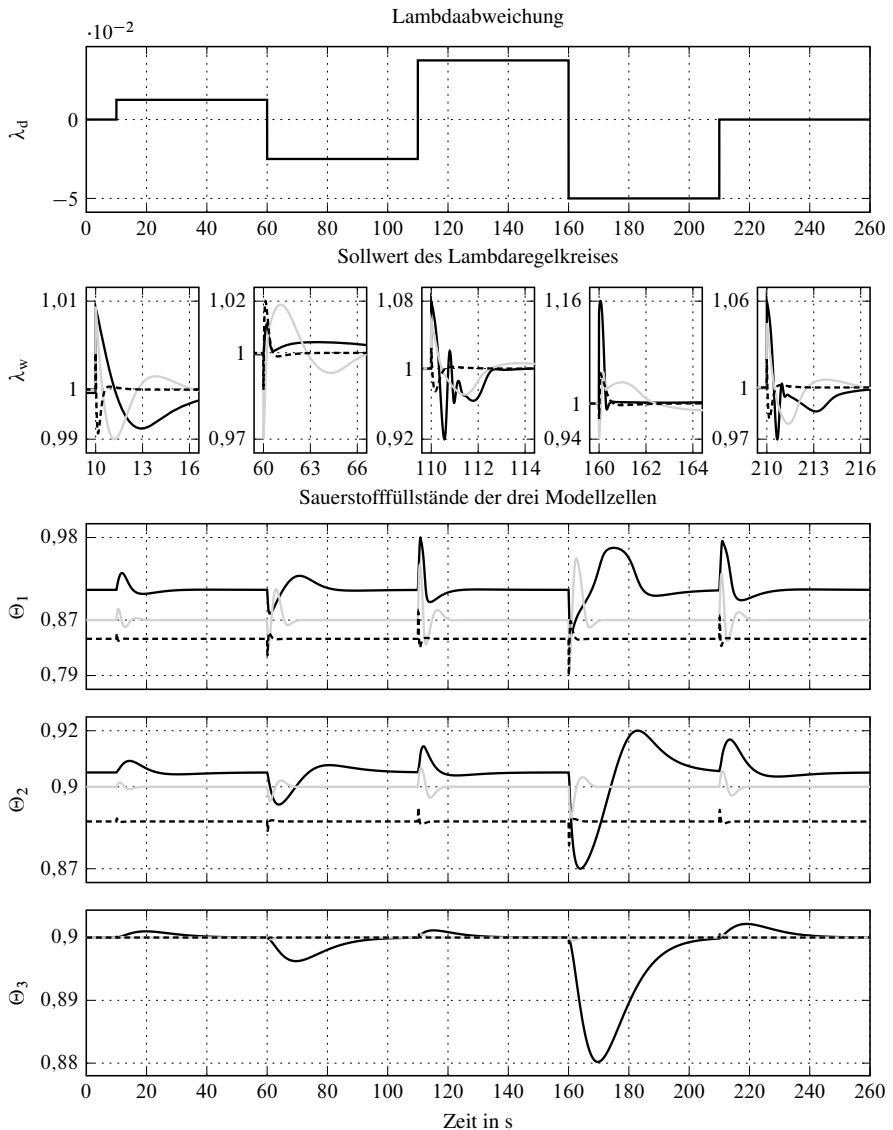 Lambdaabweichung
·10−2
λd
0
−5
0 20 40 60 80 100 120 140 160 180 200 220 240 260
Sollwert des Lambdaregelkreises
λw
1,01
1
0,99
10 13 16
1,02
1
0,97
60 63 66
1,08
1
0,92
110 112 114
1,16
1
0,94
160 162 164
1,06
1
0,97
210 213 216
Sauerstofffüllstände der drei Modellzellen
Θ1
0,98
0,87
0,79
Θ2
0,92
0,9
0,87
Θ3
0,9
0,89
0,88
0 20 40 60 80 100 120 140 160 180 200 220 240 260
Zeit in s